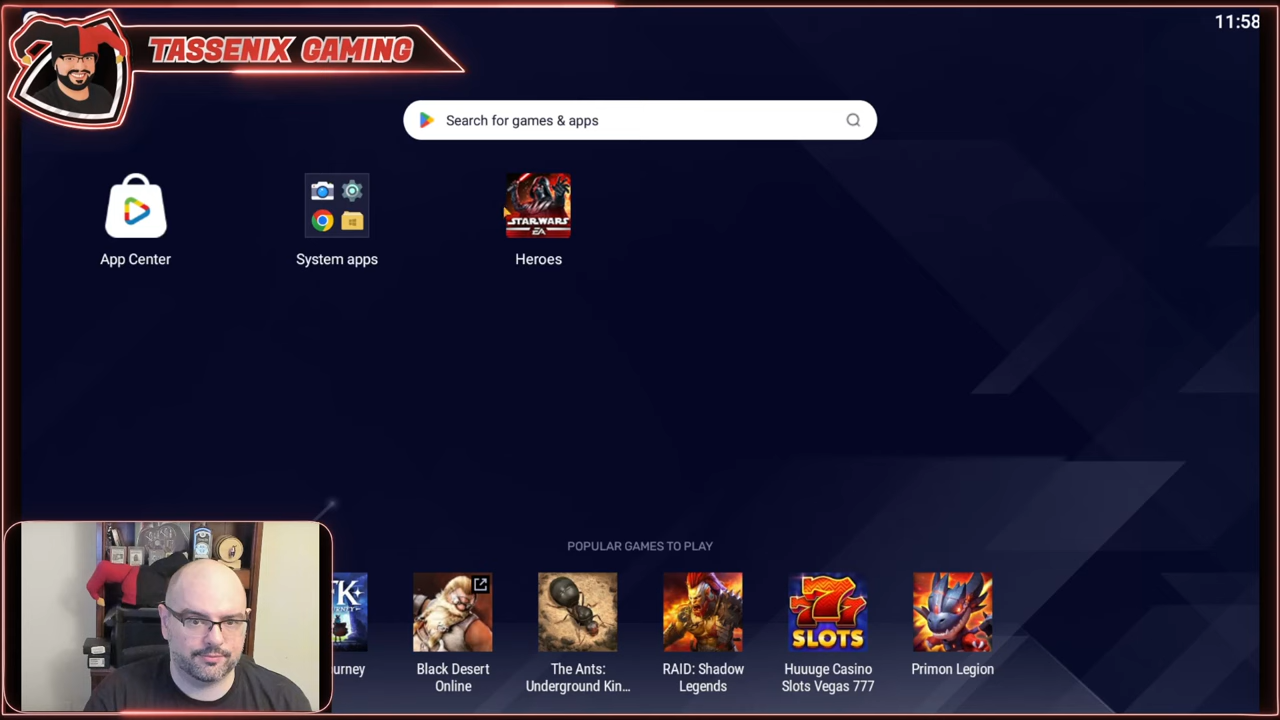 TASSENIX GAMING
11:58
Search for games & apps
STAR WARS
EA
App Center
System apps
Heroes
POPULAR GAMES TO PLAY
777
SLOTS
urney
Black Desert
Online
The Ants:
Underground Kin...
RAID: Shadow
Legends
Huuuge Casino
Slots Vegas 777
Primon Legion